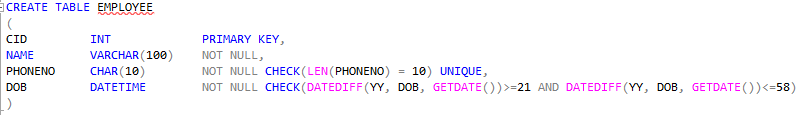 CREATE TABLE EMPLOYEE
(
CID INT PRIMARY KEY,
NAME VARCHAR(100) NOT NULL,
PHONENO CHAR(10) NOT NULL CHECK(LEN(PHONENO) = 10) UNIQUE,
DOB DATETIME NOT NULL CHECK(DATEDIFF(YY, DOB, GETDATE())>=21 AND DATEDIFF(YY, DOB, GETDATE())<=58)
)